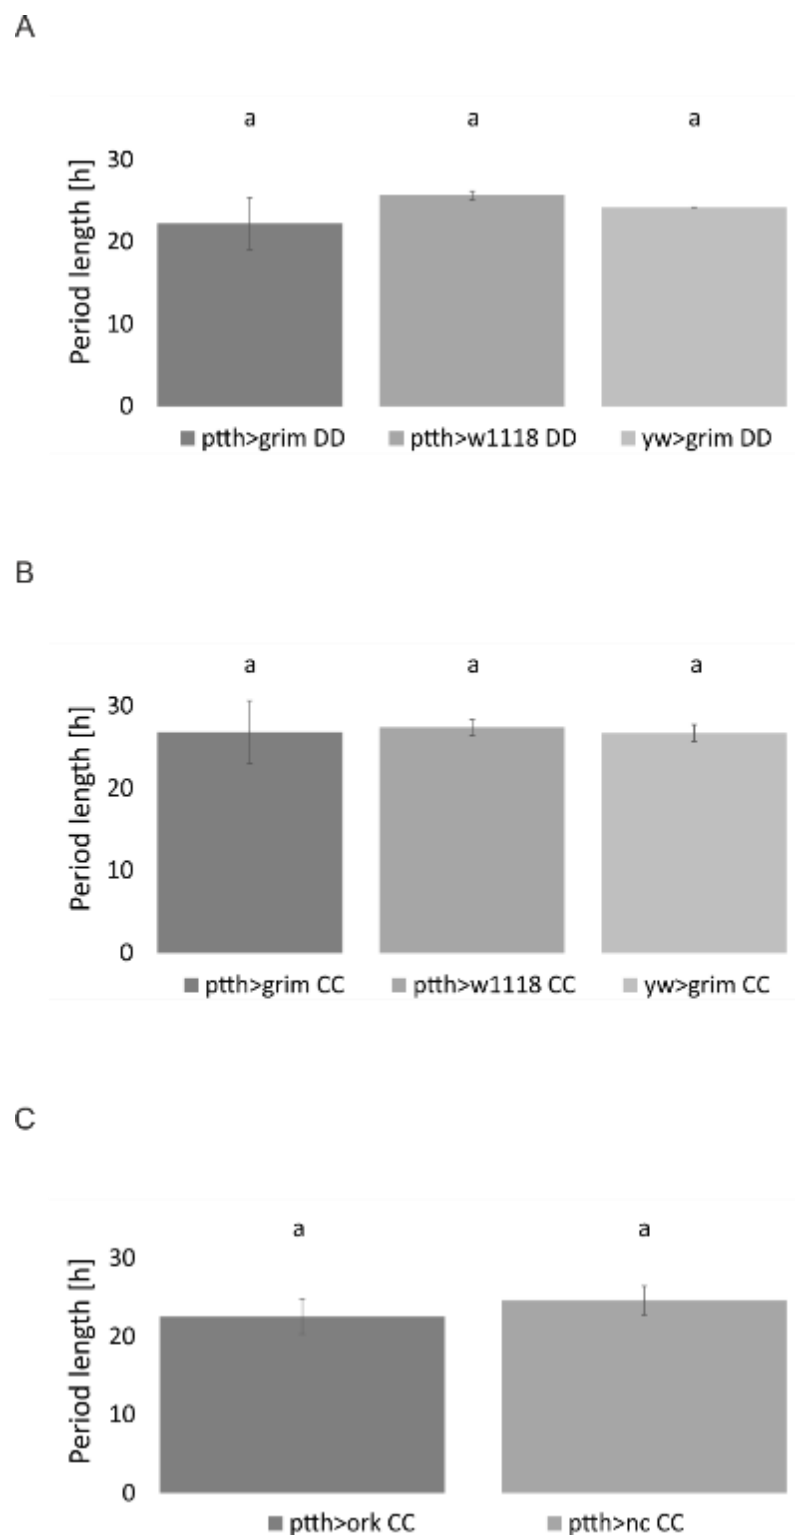 A
a a a
30
20
10
0
Period length [h]
ptth>grim DD ptth>w1118 DD yw>grim DD
B
a a a
30
20
10
0
Period length [h]
ptth>grim CC ptth>w1118 CC yw>grim CC
C
a a
30
20
10
0
Period length [h]
ptth>ork CC ptth>nc CC